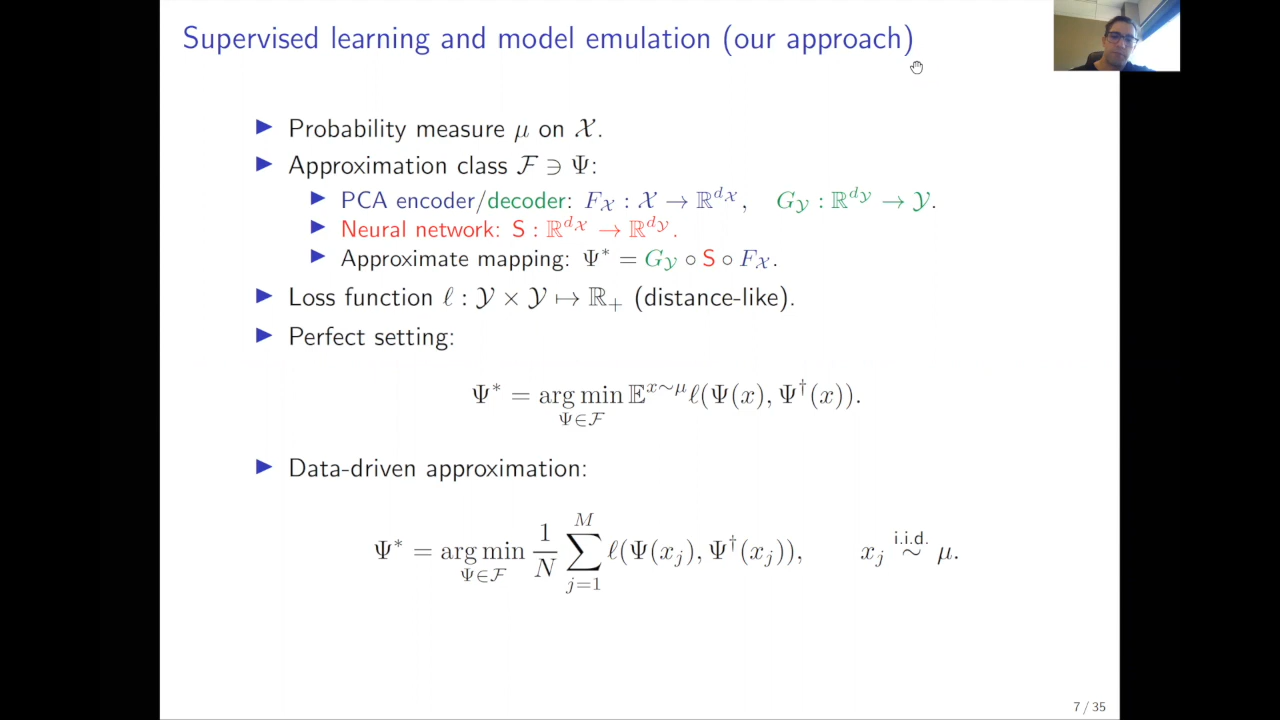 Supervised learning and model emulation (our approach)
▶ Probability measure μ on 𝒳.
▶ Approximation class ℱ ∋ Ψ:
▶ PCA encoder/decoder: F_𝒳 : 𝒳 → ℝ^{d_𝒳}, G_𝒴 : ℝ^{d_𝒴} → 𝒴.
▶ Neural network: S : ℝ^{d_𝒳} → ℝ^{d_𝒴}.
▶ Approximate mapping: Ψ* = G_𝒴 ∘ S ∘ F_𝒳.
▶ Loss function ℓ : 𝒴 × 𝒴 ↦ ℝ₊ (distance-like).
▶ Perfect setting:
Ψ* = arg min_{Ψ∈ℱ} 𝔼^{x∼μ} ℓ(Ψ(x), Ψ†(x)).
▶ Data-driven approximation:
Ψ* = arg min_{Ψ∈ℱ} 1/N ∑_{j=1}^{M} ℓ(Ψ(x_j), Ψ†(x_j)), x_j i.i.d. ∼ μ.
7 / 35